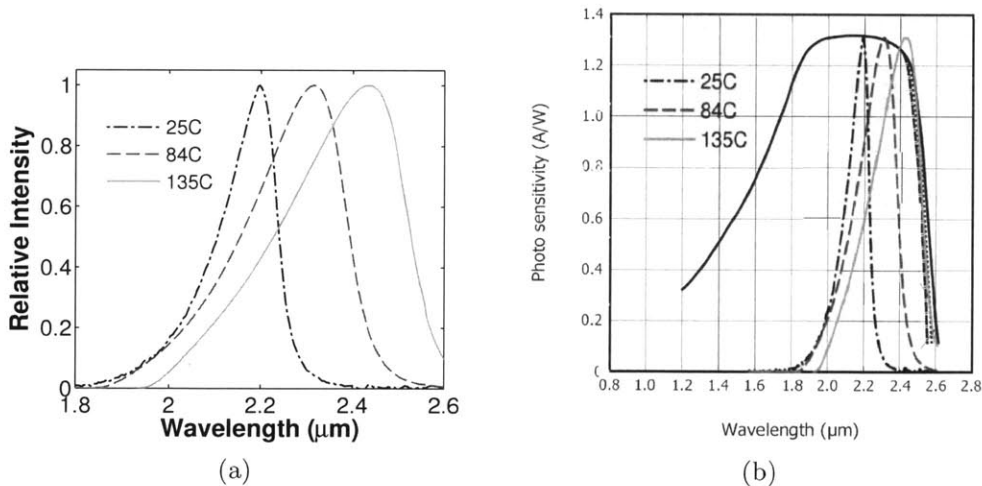 Relative Intensity
1
0.8
0.6
0.4
0.2
0
25C
84C
135C
1.8 2 2.2 2.4 2.6
Wavelength (μm)
(a)
Photo sensitivity (A/W)
1.4
1.2
1.0
0.8
0.6
0.4
0.2
0
25C
84C
135C
0.8 1.0 1.2 1.4 1.6 1.8 2.0 2.2 2.4 2.6 2.8
Wavelength (μm)
(b)